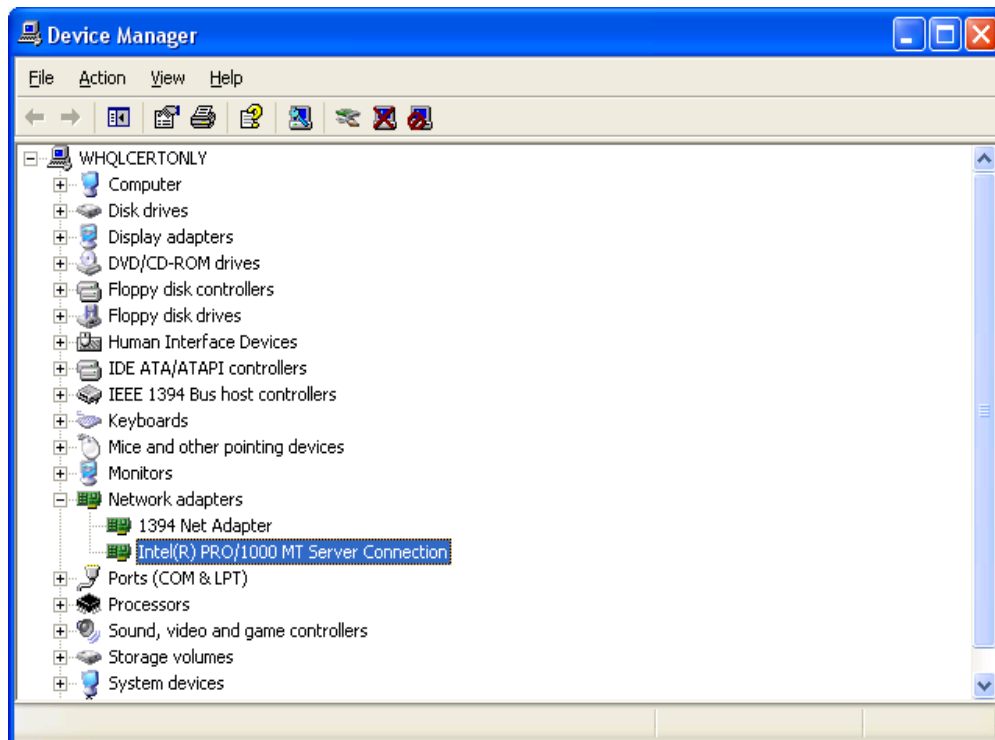 Device Manager
File Action View Help
WHQLCERTONLY
Computer
Disk drives
Display adapters
DVD/CD-ROM drives
Floppy disk controllers
Floppy disk drives
Human Interface Devices
IDE ATA/ATAPI controllers
IEEE 1394 Bus host controllers
Keyboards
Mice and other pointing devices
Monitors
Network adapters
1394 Net Adapter
Intel(R) PRO/1000 MT Server Connection
Ports (COM & LPT)
Processors
Sound, video and game controllers
Storage volumes
System devices